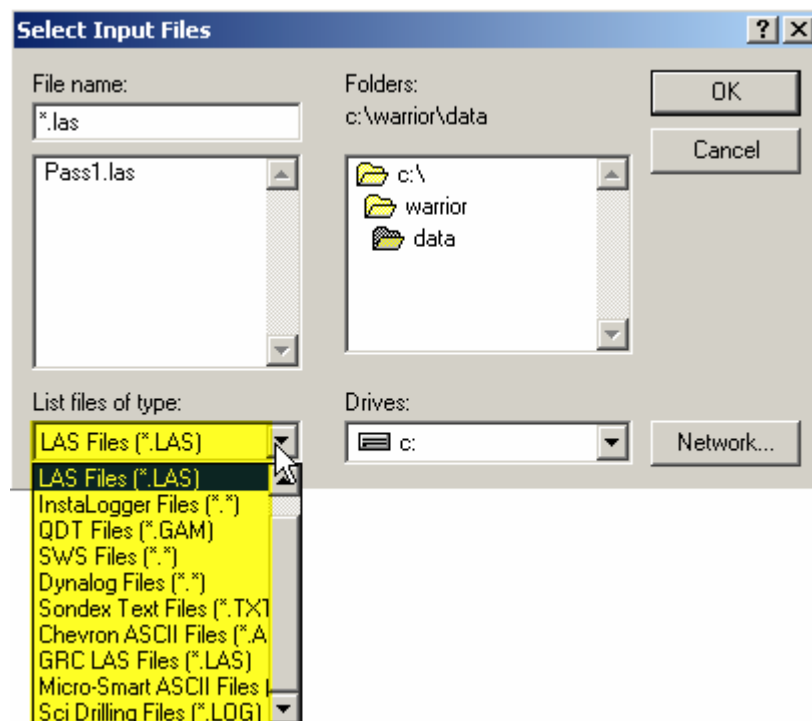 Select Input Files
File name:
*.las
Pass1.las
Folders:
c:\warrior\data
c:\
warrior
data
OK
Cancel
List files of type:
LAS Files (*.LAS)
LAS Files (*.LAS)
InstaLogger Files (*.*)
QDT Files (*.GAM)
SWS Files (*.*)
Dynalog Files (*.*)
Sondex Text Files (*.TXT
Chevron ASCII Files (*.A
GRC LAS Files (*.LAS)
Micro-Smart ASCII Files (
Sci Drilling Files (*.LOG)
Drives:
c:
Network...